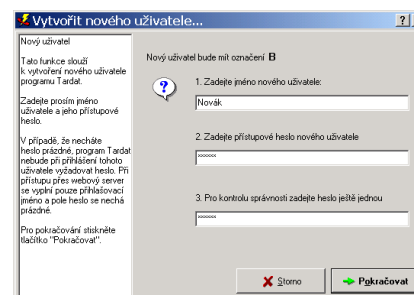 Vytvořit nového uživatele...
Nový uživatel
Tato funkce slouží
k vytvoření nového uživatele
programu Tardat.
Zadejte prosím jméno
uživatele a jeho přístupové
heslo.
V případě, že necháte
heslo prázdné, program Tardat
nebude při přihlášení tohoto
uživatele vyžadovat heslo. Při
přístupu přes webový server
se vyplní pouze přihlašovací
jméno a pole heslo se nechá
prázdné.
Pro pokračování stiskněte
tlačítko "Pokračovat".
Nový uživatel bude mít označení B
1. Zadejte jméno nového uživatele:
Novák
2. Zadejte přístupové heslo nového uživatele
xxxxxx
3. Pro kontrolu správnosti zadejte heslo ještě jednou
xxxxxx
Storno
Pokračovat